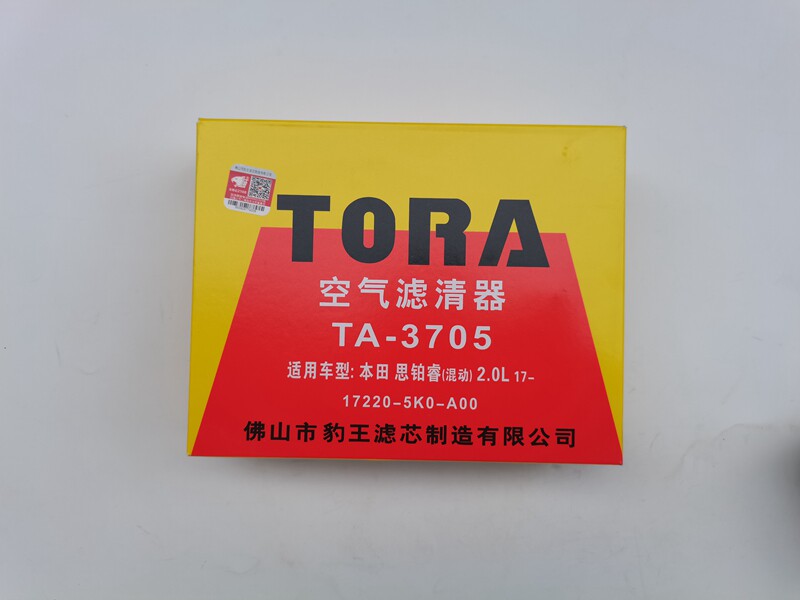 TORA
空气滤清器
TA-3705
适用车型: 本田 思铂睿(混动) 2.0L 17-
17220-5K0-A00
佛山市豹王滤芯制造有限公司